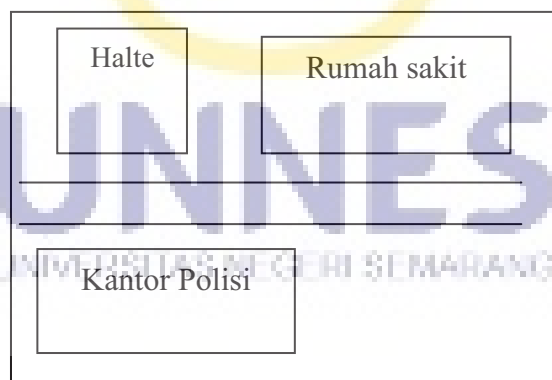 Halte
Rumah sakit
UNNES
UNIVERSITAS NEGERI SEMARANG
Kantor Polisi